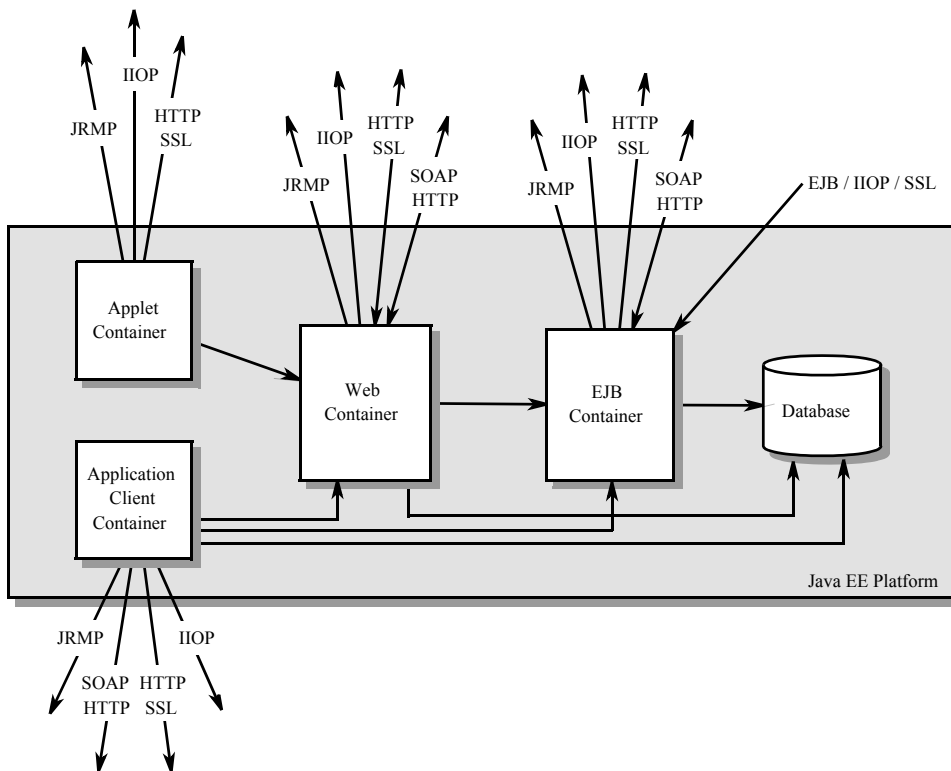 IIOP
JRMP
HTTP
SSL
JRMP
IIOP
HTTP
SSL
SOAP
HTTP
JRMP
IIOP
HTTP
SSL
SOAP
HTTP
EJB / IIOP / SSL
Applet
Container
Web
Container
EJB
Container
Database
Application
Client
Container
Java EE Platform
JRMP
SOAP
HTTP
HTTP
SSL
IIOP